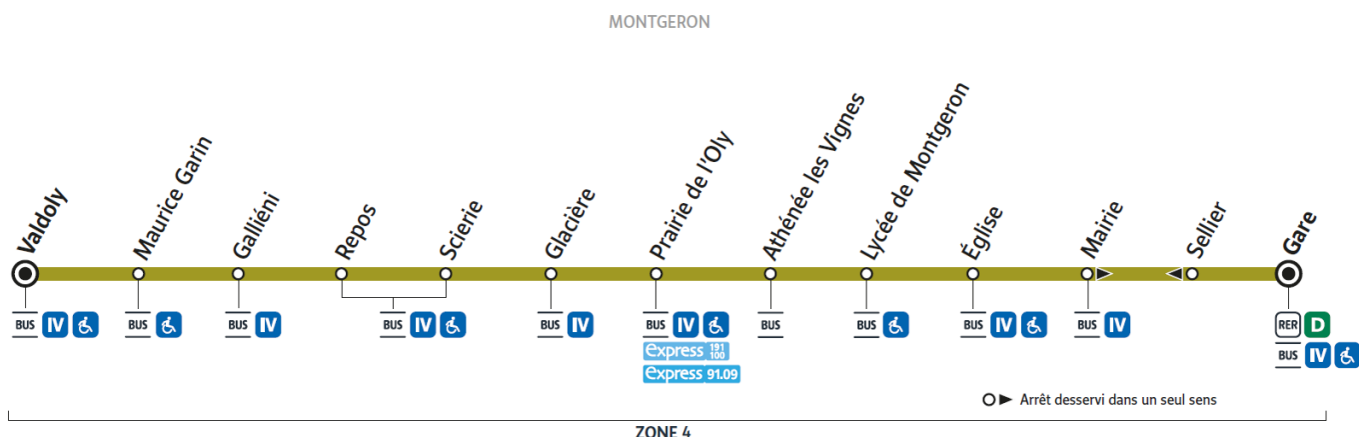 MONTGERON
Valdoly
Maurice Garin
Galliéni
Repos
Scierie
Glacière
Prairie de l'Oly
Athénée les Vignes
Lycée de Montgeron
Église
Mairie
Sellier
Gare
BUS IV
BUS
BUS IV
BUS IV
BUS IV
BUS IV
BUS
BUS
BUS IV
BUS IV
RER D
express 191 100
BUS IV
express 91.09
Arrêt desservi dans un seul sens
ZONE 4